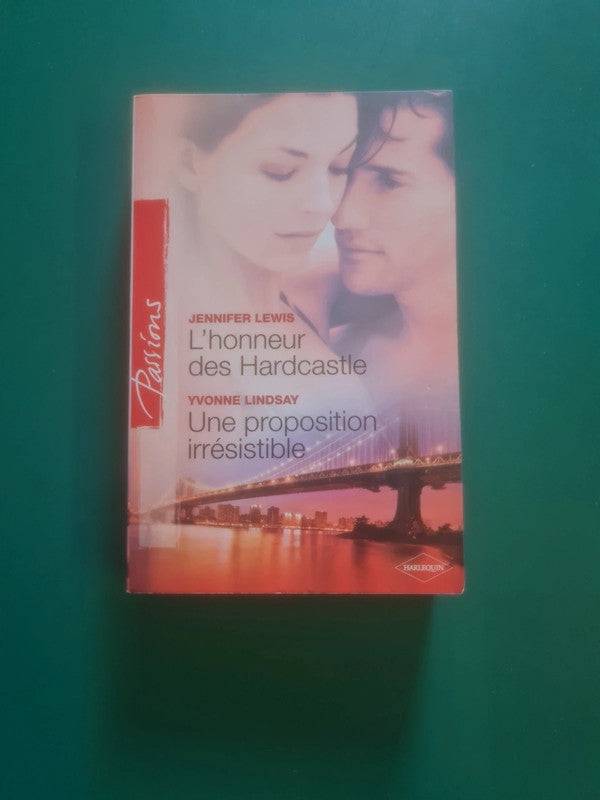 Passions
JENNIFER LEWIS
L'honneur
des Hardcastle
YVONNE LINDSAY
Une proposition
irrésistible
HARLEQUIN